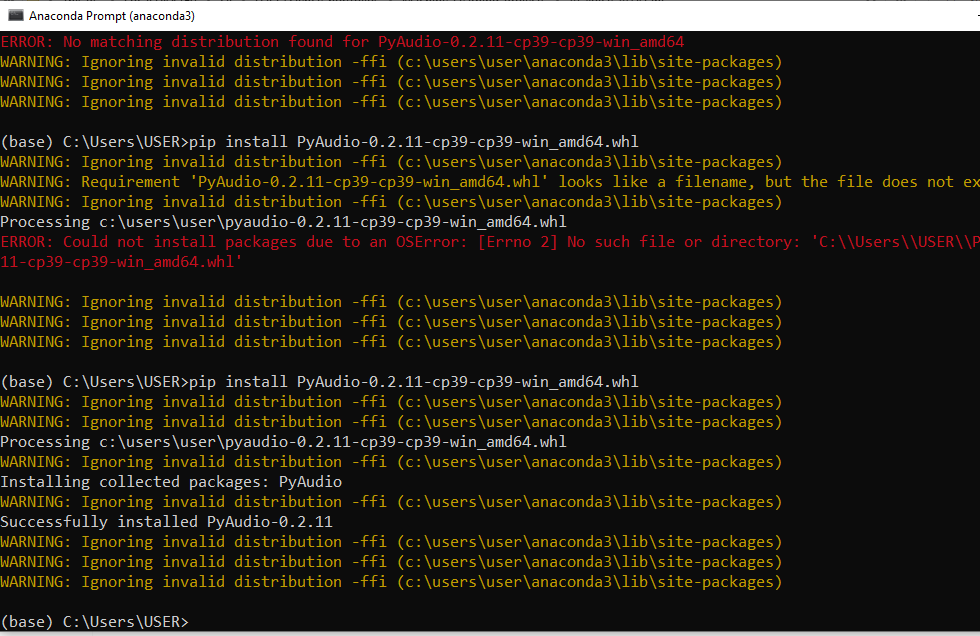 Anaconda Prompt (anaconda3)
ERROR: No matching distribution found for PyAudio-0.2.11-cp39-cp39-win_amd64
WARNING: Ignoring invalid distribution -ffi (c:\users\user\anaconda3\lib\site-packages)
WARNING: Ignoring invalid distribution -ffi (c:\users\user\anaconda3\lib\site-packages)
WARNING: Ignoring invalid distribution -ffi (c:\users\user\anaconda3\lib\site-packages)
(base) C:\Users\USER>pip install PyAudio-0.2.11-cp39-cp39-win_amd64.whl
WARNING: Ignoring invalid distribution -ffi (c:\users\user\anaconda3\lib\site-packages)
WARNING: Requirement 'PyAudio-0.2.11-cp39-cp39-win_amd64.whl' looks like a filename, but the file does not ex
WARNING: Ignoring invalid distribution -ffi (c:\users\user\anaconda3\lib\site-packages)
Processing c:\users\user\pyaudio-0.2.11-cp39-cp39-win_amd64.whl
ERROR: Could not install packages due to an OSError: [Errno 2] No such file or directory: 'C:\\Users\\USER\\P
11-cp39-cp39-win_amd64.whl'
WARNING: Ignoring invalid distribution -ffi (c:\users\user\anaconda3\lib\site-packages)
WARNING: Ignoring invalid distribution -ffi (c:\users\user\anaconda3\lib\site-packages)
WARNING: Ignoring invalid distribution -ffi (c:\users\user\anaconda3\lib\site-packages)
(base) C:\Users\USER>pip install PyAudio-0.2.11-cp39-cp39-win_amd64.whl
WARNING: Ignoring invalid distribution -ffi (c:\users\user\anaconda3\lib\site-packages)
WARNING: Ignoring invalid distribution -ffi (c:\users\user\anaconda3\lib\site-packages)
Processing c:\users\user\pyaudio-0.2.11-cp39-cp39-win_amd64.whl
WARNING: Ignoring invalid distribution -ffi (c:\users\user\anaconda3\lib\site-packages)
Installing collected packages: PyAudio
WARNING: Ignoring invalid distribution -ffi (c:\users\user\anaconda3\lib\site-packages)
Successfully installed PyAudio-0.2.11
WARNING: Ignoring invalid distribution -ffi (c:\users\user\anaconda3\lib\site-packages)
WARNING: Ignoring invalid distribution -ffi (c:\users\user\anaconda3\lib\site-packages)
WARNING: Ignoring invalid distribution -ffi (c:\users\user\anaconda3\lib\site-packages)
(base) C:\Users\USER>